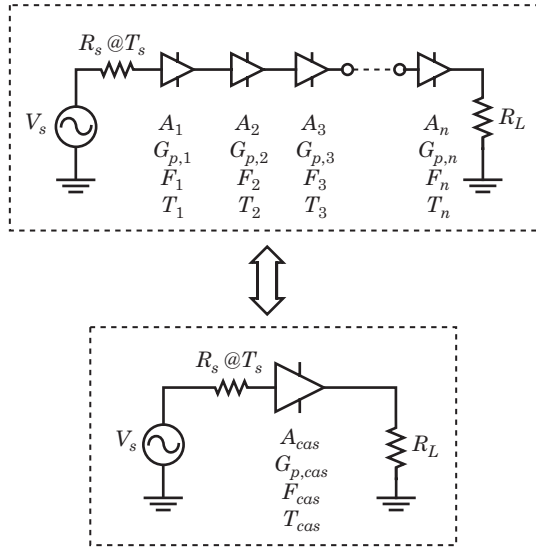 R_s @T_s
V_s
A_1 A_2 A_3 A_n
G_{p,1} G_{p,2} G_{p,3} G_{p,n}
F_1 F_2 F_3 F_n
T_1 T_2 T_3 T_n
R_L
R_s @T_s
V_s
A_{cas}
G_{p,cas}
F_{cas}
T_{cas}
R_L